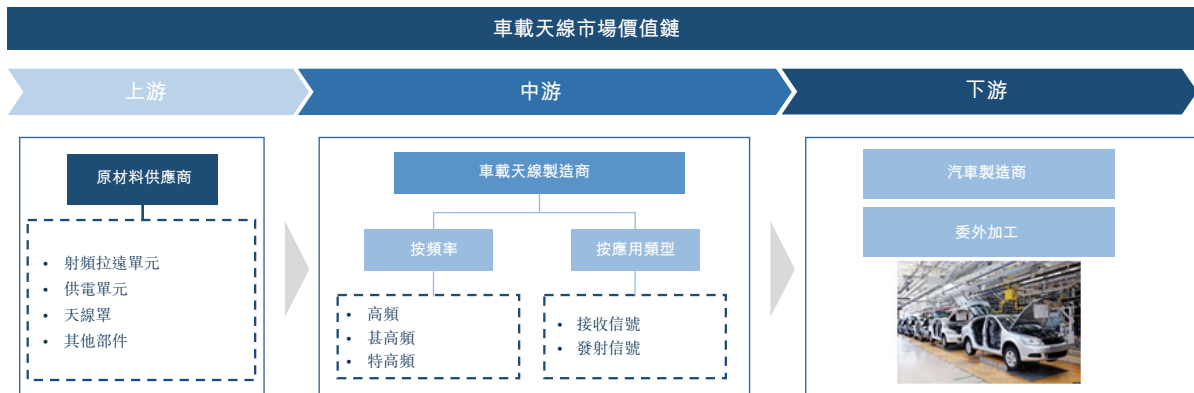 車載天線市場價值鏈
上游
中游
下游
原材料供應商
• 射頻拉遠單元
• 供電單元
• 天線罩
• 其他部件
車載天線製造商
按頻率
按應用類型
• 高頻
• 甚高頻
• 特高頻
• 接收信號
• 發射信號
汽車製造商
委外加工